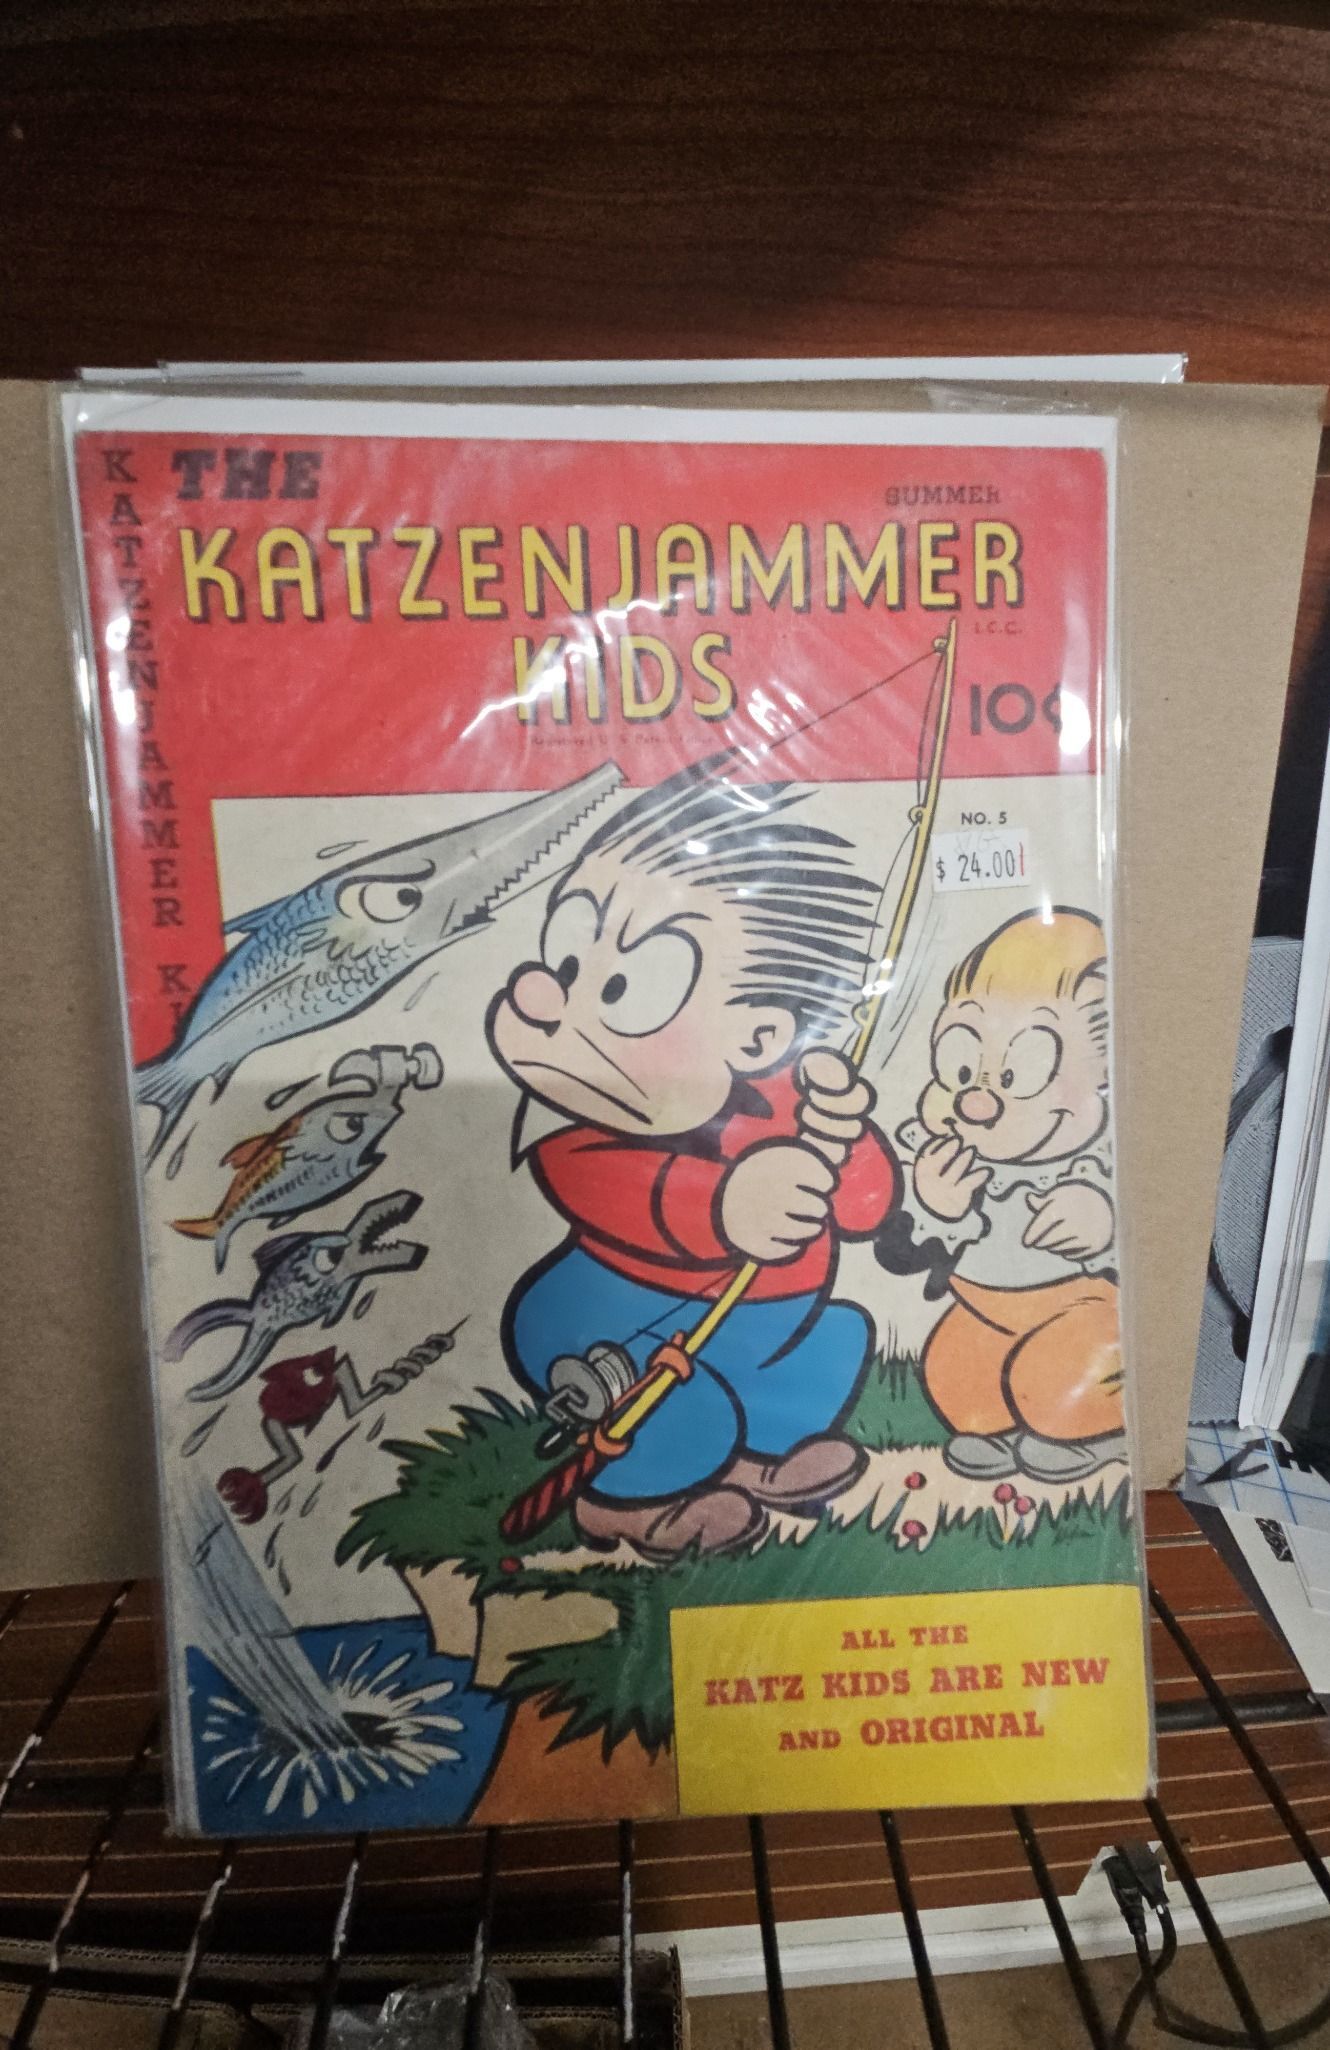 THE
SUMMER
KATZENJAMMER
KIDS
I.C.C.
10¢
NO. 5
$ 24.00
KATZENJAMMER
ALL THE
KATZ KIDS ARE NEW
AND ORIGINAL